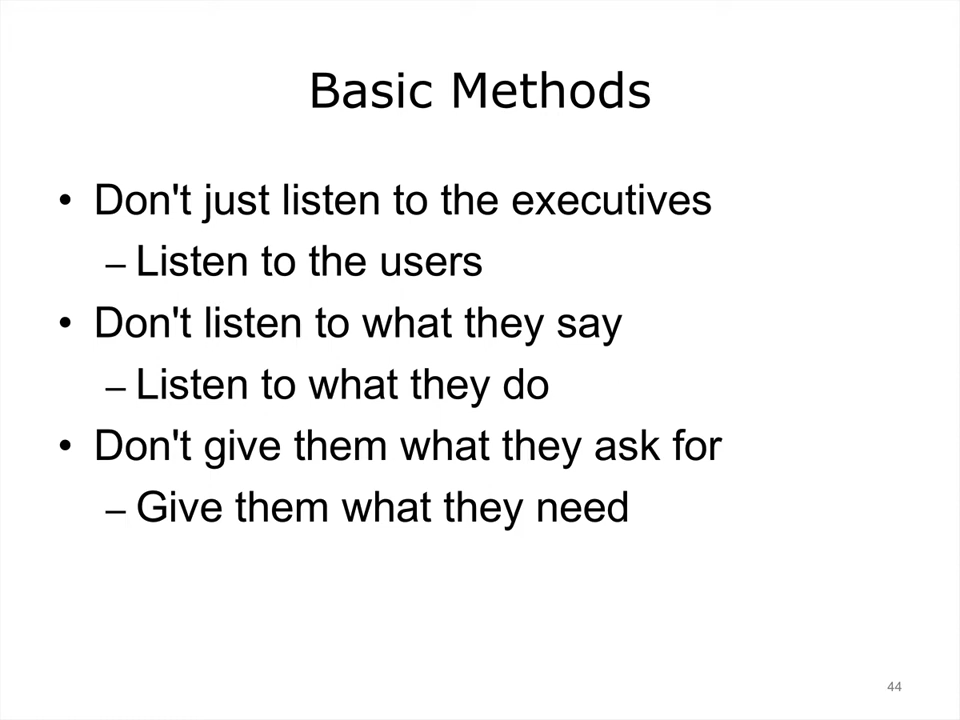 Basic Methods
• Don't just listen to the executives
– Listen to the users
• Don't listen to what they say
– Listen to what they do
• Don't give them what they ask for
– Give them what they need
44